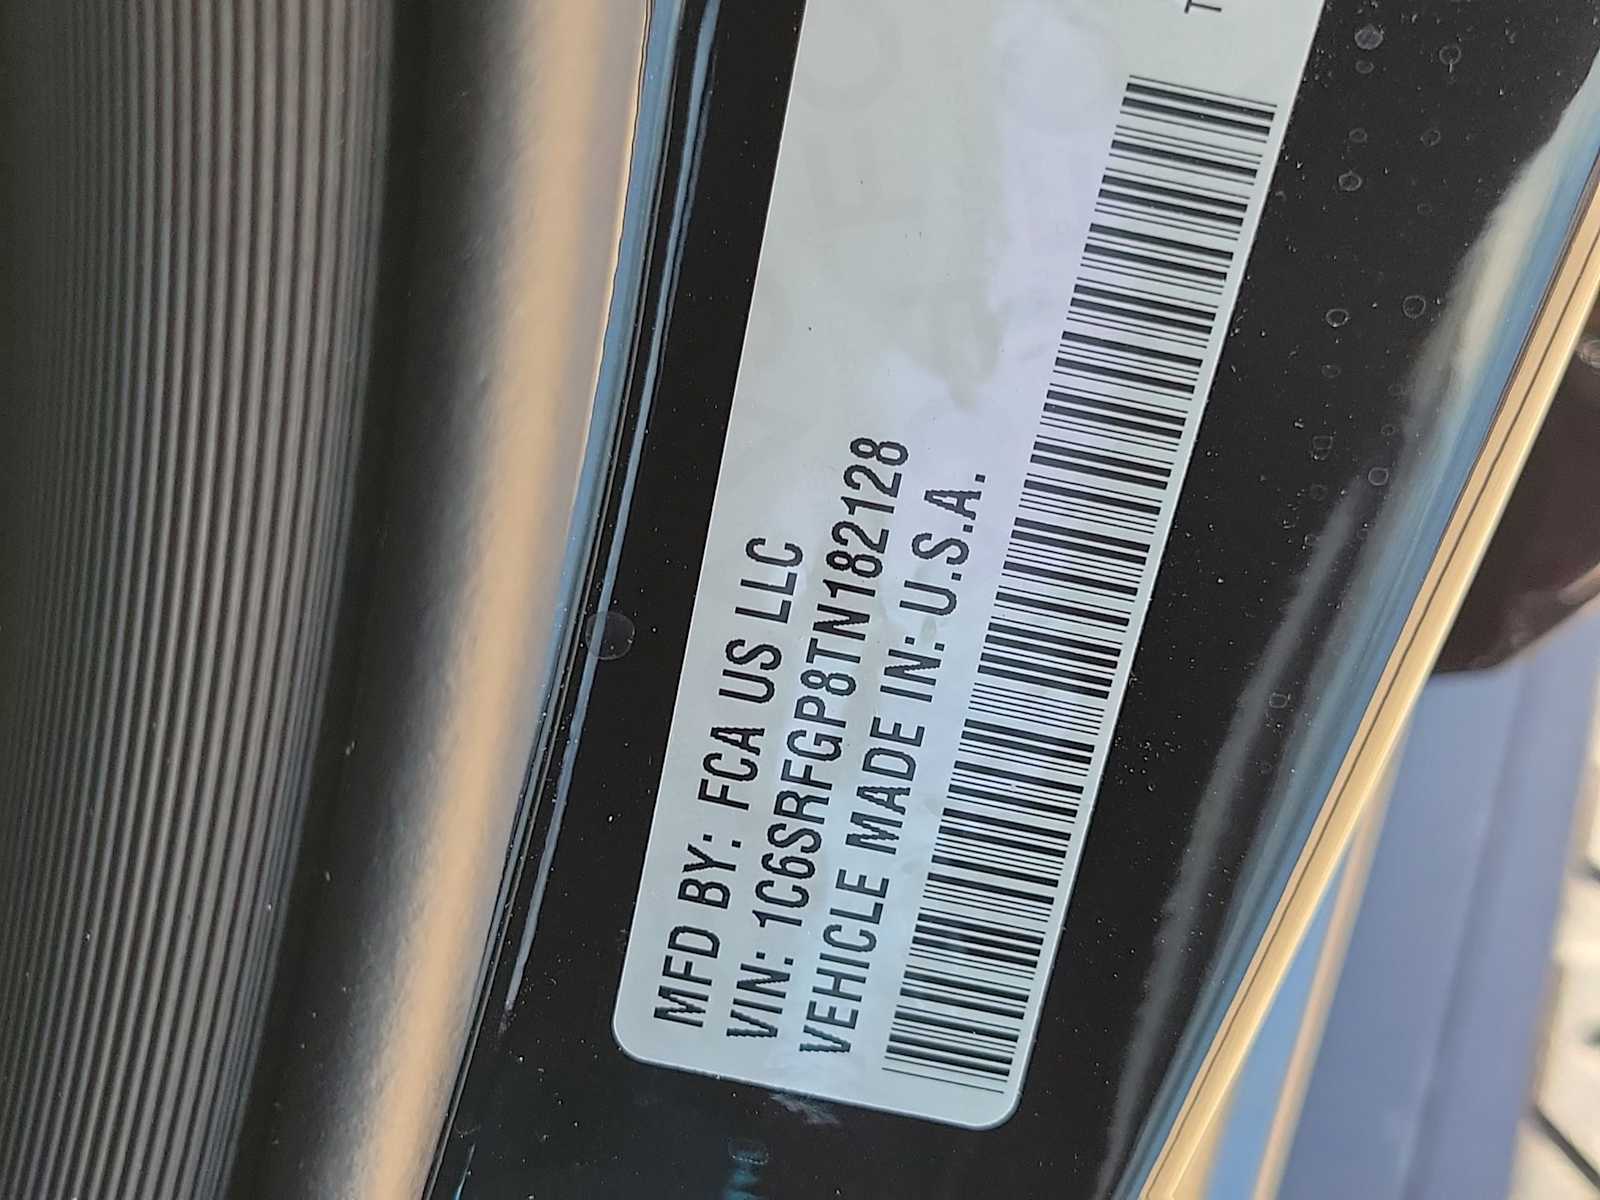 MFD BY: FCA US LLC
VIN: 1C6SRFGP8TN182128
VEHICLE MADE IN: U.S.A.
T